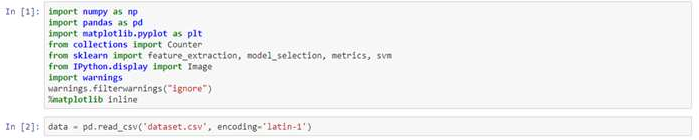 In [1]: import numpy as np
import pandas as pd
import matplotlib.pyplot as plt
from collections import Counter
from sklearn import feature_extraction, model_selection, metrics, svm
from IPython.display import Image
import warnings
warnings.filterwarnings("ignore")
%matplotlib inline
In [2]: data = pd.read_csv('dataset.csv', encoding='latin-1')